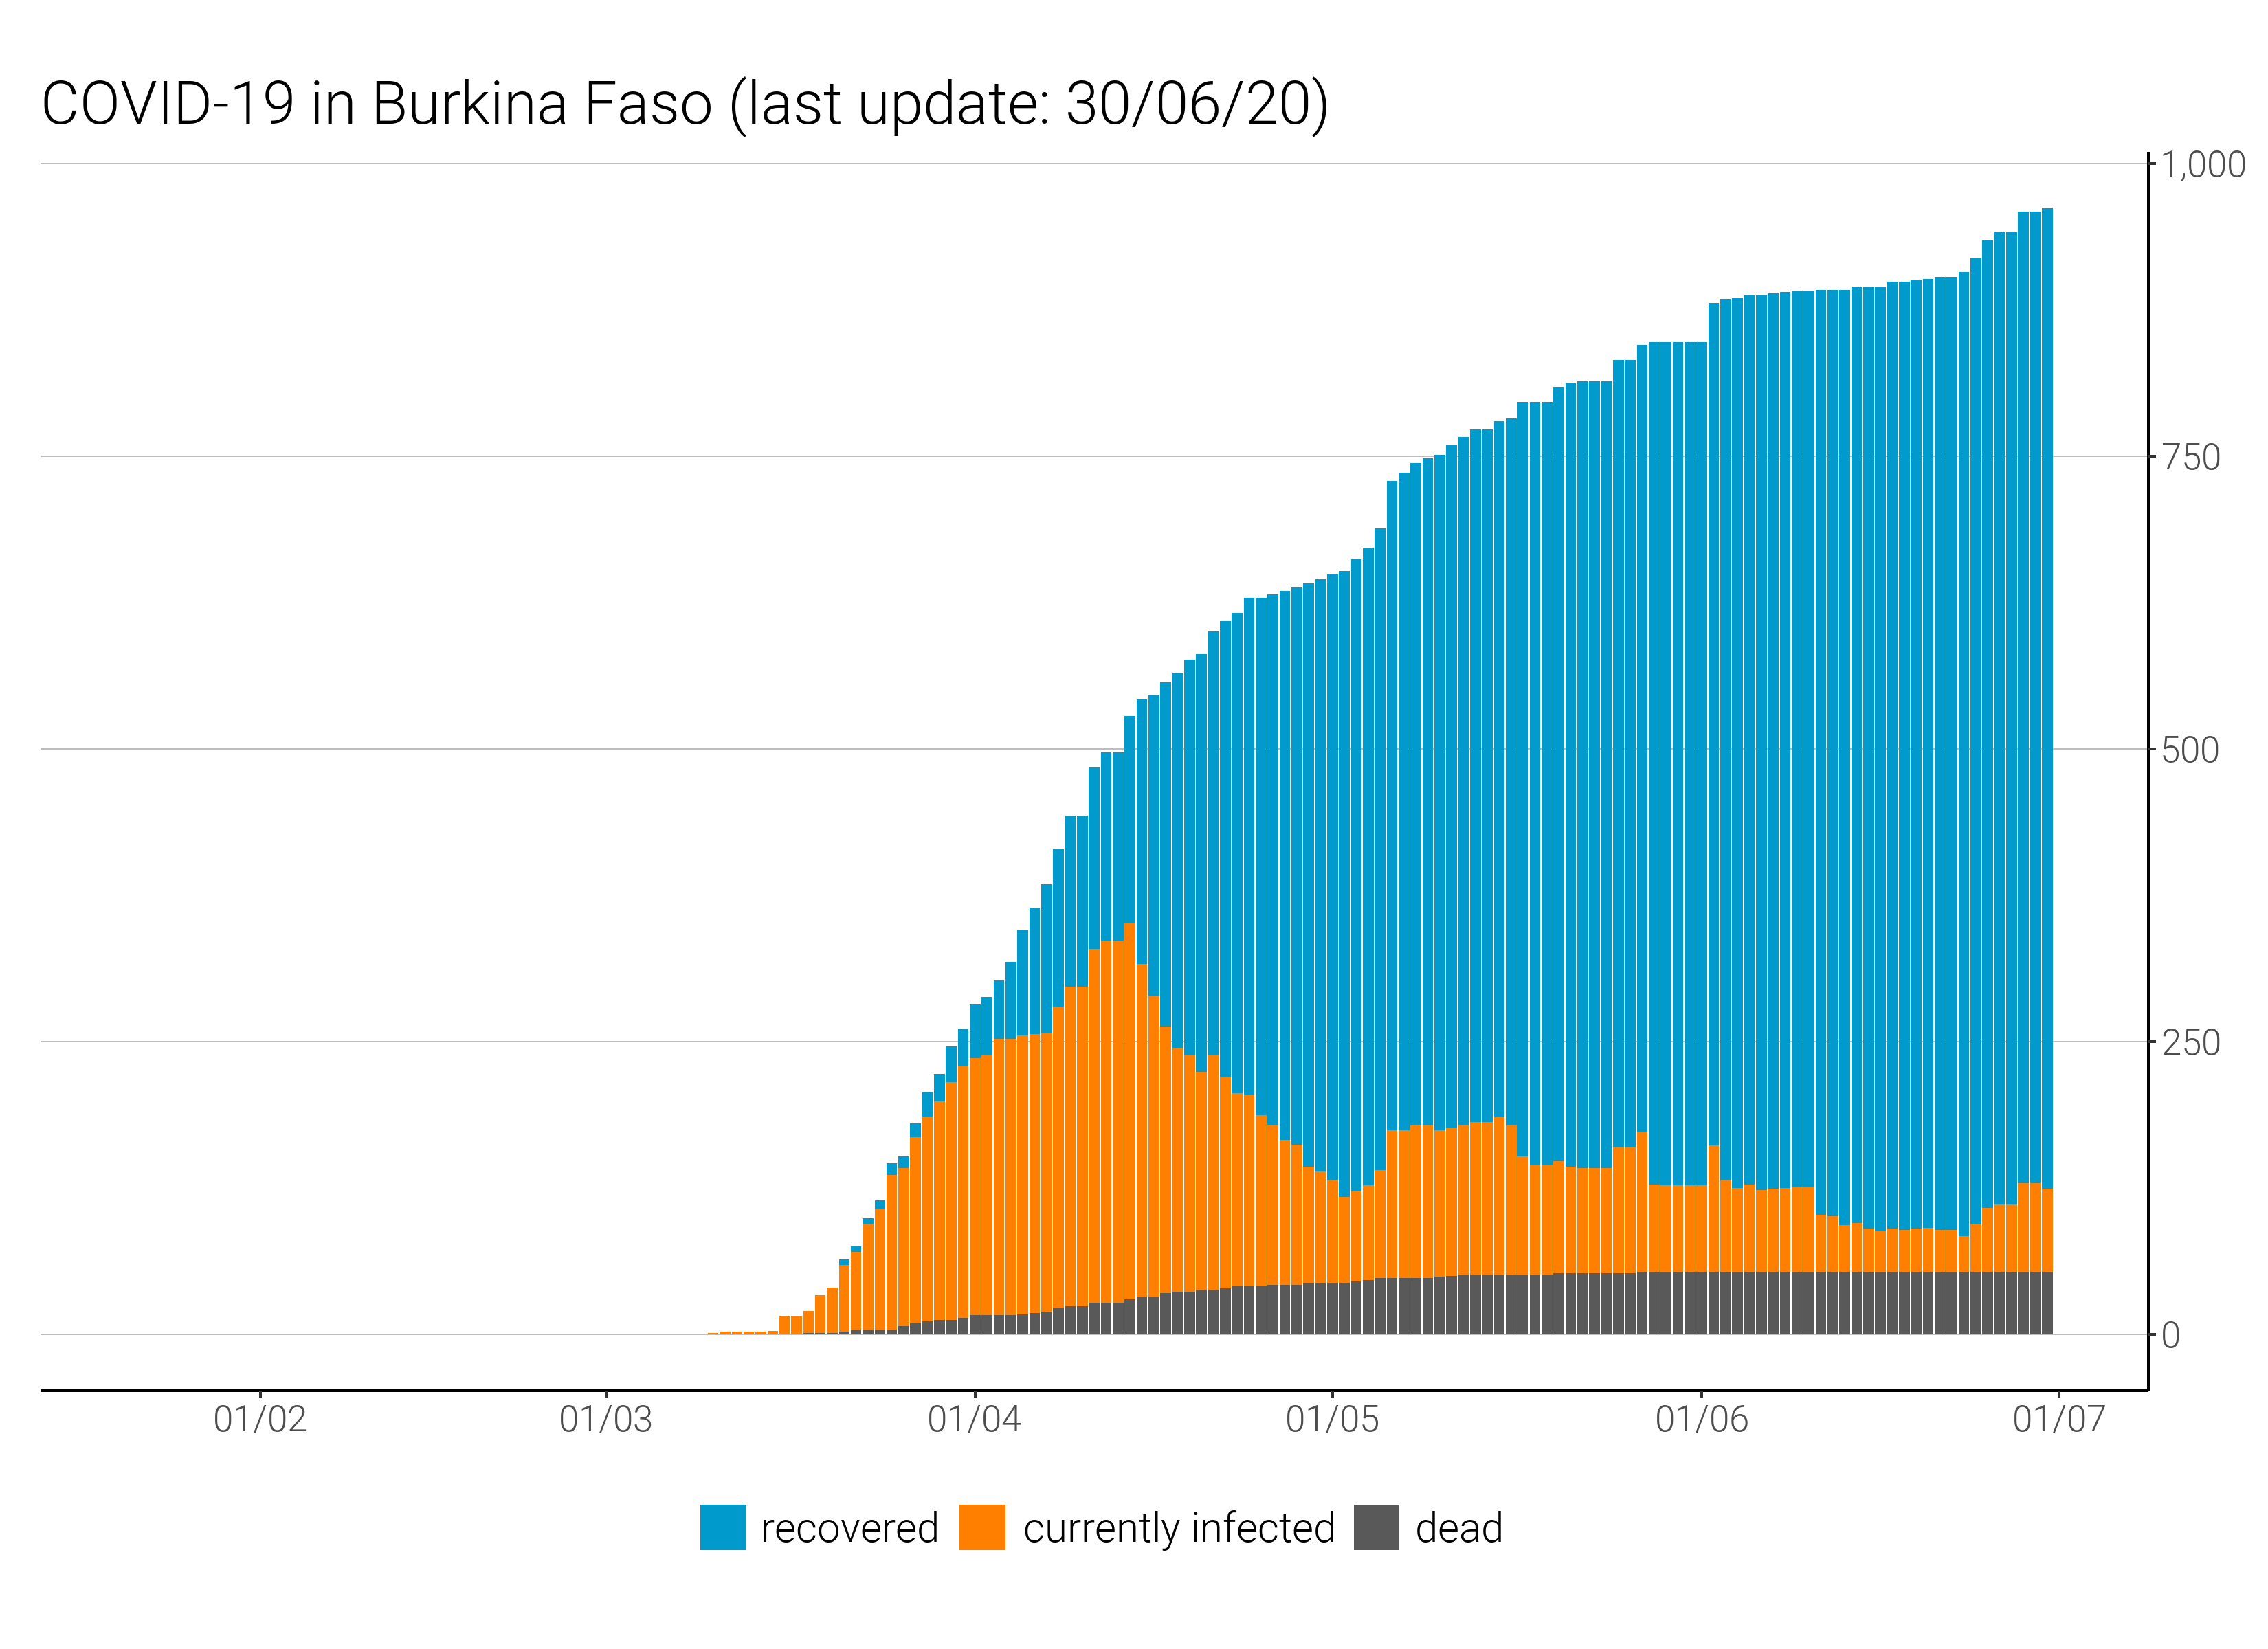 COVID-19 in Burkina Faso (last update: 30/06/20)
1,000
750
500
250
0
01/02 01/03 01/04 01/05 01/06 01/07
recovered currently infected dead